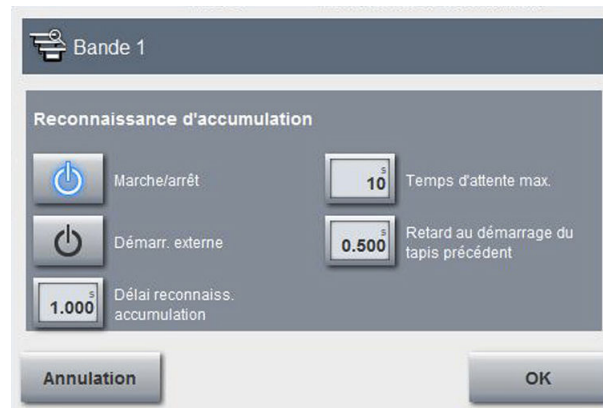 Bande 1
Reconnaissance d'accumulation
Marche/arrêt
s
10
Temps d'attente max.
Démarr. externe
s
0.500
Retard au démarrage du
tapis précédent
s
1.000
Délai reconnaiss.
accumulation
Annulation
OK